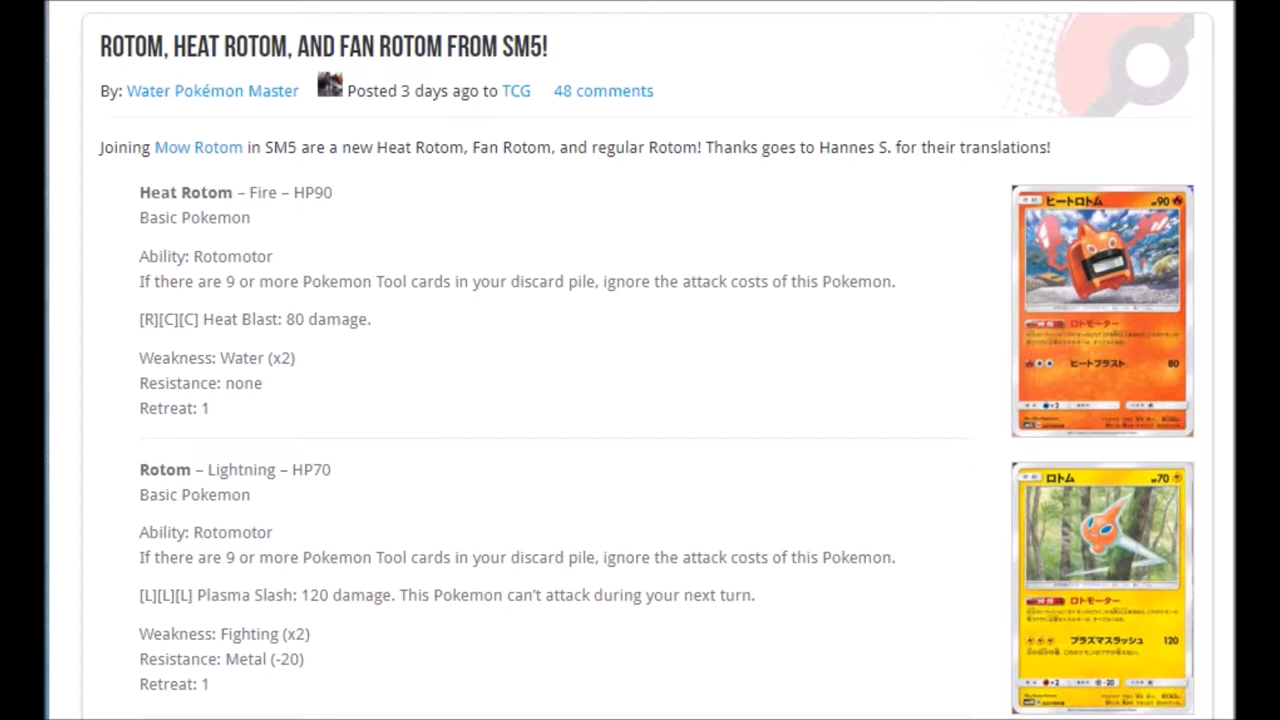 ROTOM, HEAT ROTOM, AND FAN ROTOM FROM SM5!
By: Water Pokémon Master Posted 3 days ago to TCG 48 comments
Joining Mow Rotom in SM5 are a new Heat Rotom, Fan Rotom, and regular Rotom! Thanks goes to Hannes S. for their translations!
Heat Rotom – Fire – HP90
Basic Pokemon
Ability: Rotomotor
If there are 9 or more Pokemon Tool cards in your discard pile, ignore the attack costs of this Pokemon.
[R][C][C] Heat Blast: 80 damage.
Weakness: Water (x2)
Resistance: none
Retreat: 1
ヒートロトム 90
ロトモーター
ヒートブラスト 80
×2
Rotom – Lightning – HP70
Basic Pokemon
Ability: Rotomotor
If there are 9 or more Pokemon Tool cards in your discard pile, ignore the attack costs of this Pokemon.
[L][L][L] Plasma Slash: 120 damage. This Pokemon can't attack during your next turn.
Weakness: Fighting (x2)
Resistance: Metal (-20)
Retreat: 1
ロトム 70
ロトモーター
プラズマスラッシュ 120
×2 -20